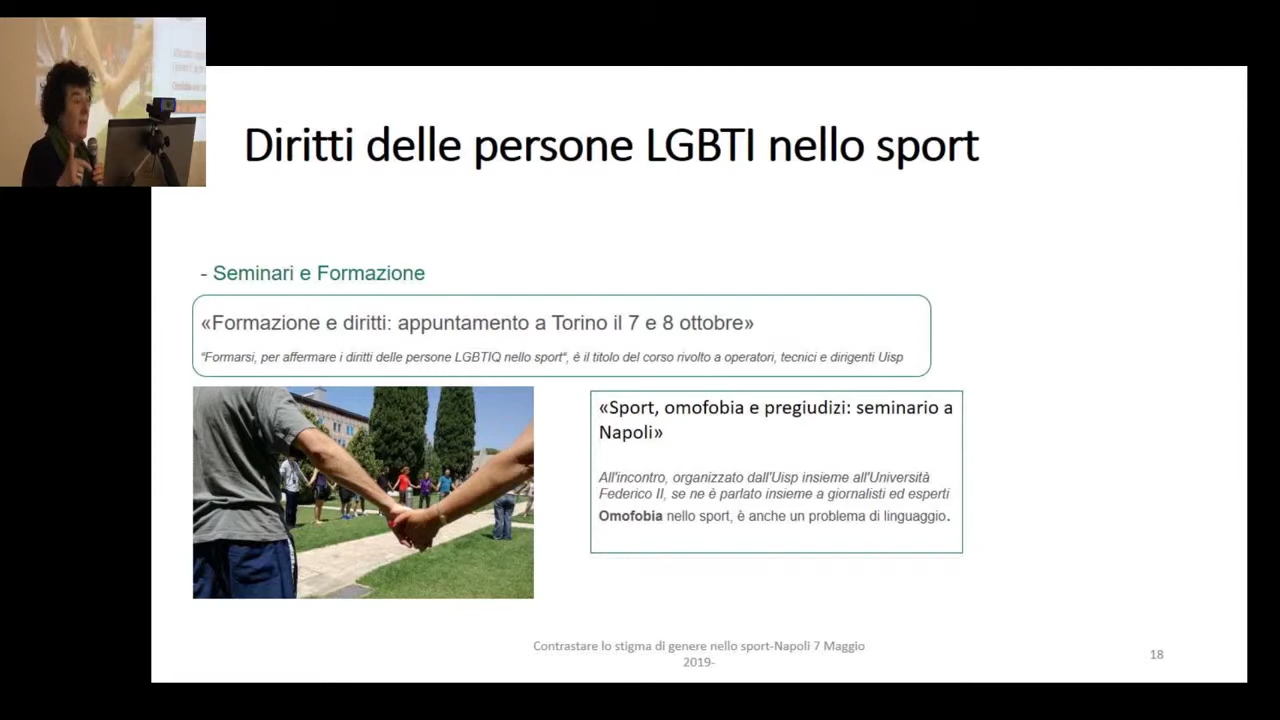 Diritti delle persone LGBTI nello sport
- Seminari e Formazione
«Formazione e diritti: appuntamento a Torino il 7 e 8 ottobre»
"Formarsi, per affermare i diritti delle persone LGBTIQ nello sport", è il titolo del corso rivolto a operatori, tecnici e dirigenti Uisp
«Sport, omofobia e pregiudizi: seminario a
Napoli»
All'incontro, organizzato dall'Uisp insieme all'Università
Federico II, se ne è parlato insieme a giornalisti ed esperti
Omofobia nello sport, è anche un problema di linguaggio.
Contrastare lo stigma di genere nello sport-Napoli 7 Maggio
2019-
18